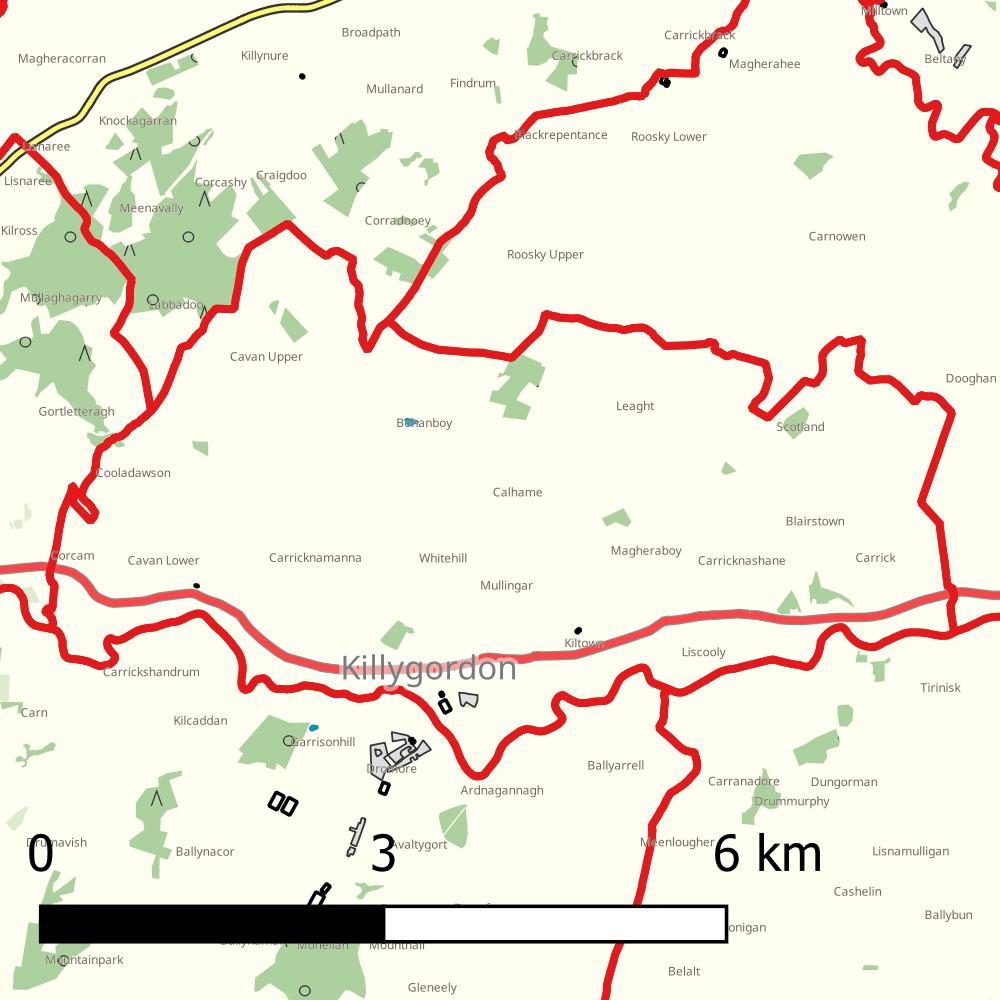 Milltown
Broadpath
Carrickbrack
Killynure
Carrickbrack
Magheracorran
Beltany
Magherahee
Findrum
Mullanard
Knockagarran
Blackrepentance
Roosky Lower
Lisnaree
Craigdoo
Lisnaree
Corcashy
Meenavally
Corradooey
Kilross
Carnowen
Roosky Upper
Mullaghagarry
Labbadoo
Cavan Upper
Dooghan
Leaght
Gortletteragh
Bunanboy
Scotland
Cooladawson
Calhame
Blairstown
Magheraboy
Corcam
Cavan Lower
Carricknamanna
Whitehill
Carricknashane
Carrick
Mullingar
Kiltown
Liscooly
Killygordon
Carrickshandrum
Tirinisk
Carn
Kilcaddan
Garrisonhill
Dromore
Ballyarrell
Carranadore
Dungorman
Ardnagannagh
Drummurphy
Drumavish
Avaltygort
Meenlougher
Ballynacor
Lisnamulligan
0 3 6 km
Cashelin
Ballybun
onigan
Monellan
Mounthall
Mountainpark
Belalt
Gleneely